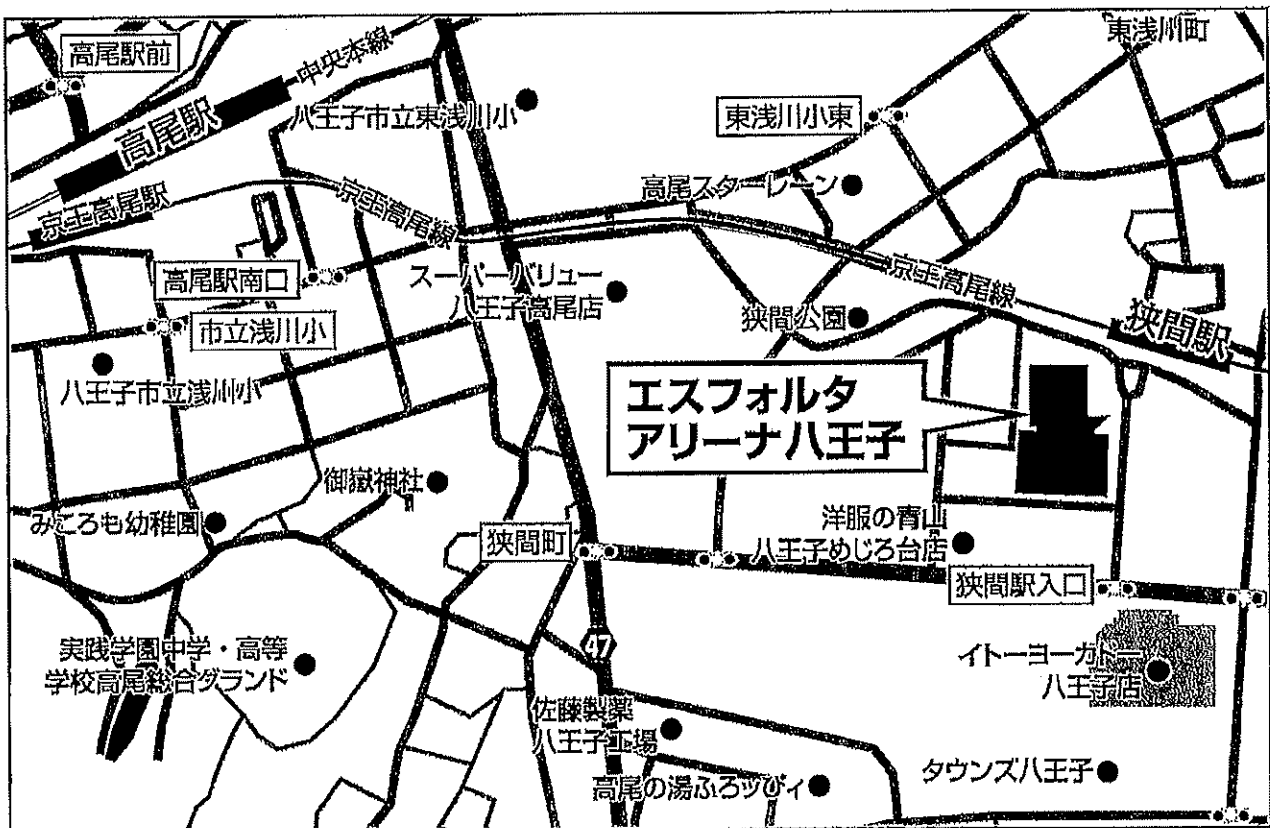 東浅川町
高尾駅前
中央本線
八王子市立東浅川小
東浅川小東
高尾駅
高尾スターレーン
京王高尾駅
京王高尾線
高尾駅南口
スーパーバリュー
八王子高尾店
京王高尾線
狭間公園
狭間駅
市立浅川小
八王子市立浅川小
エスフォルタ
アリーナ八王子
御嶽神社
みころも幼稚園
狭間町
洋服の青山
八王子めじろ台店
狭間駅入口
47
実践学園中学・高等
学校高尾総合グランド
イトーヨーカドー
八王子店
佐藤製薬
八王子工場
タウンズ八王子
高尾の湯ふろッぴィ